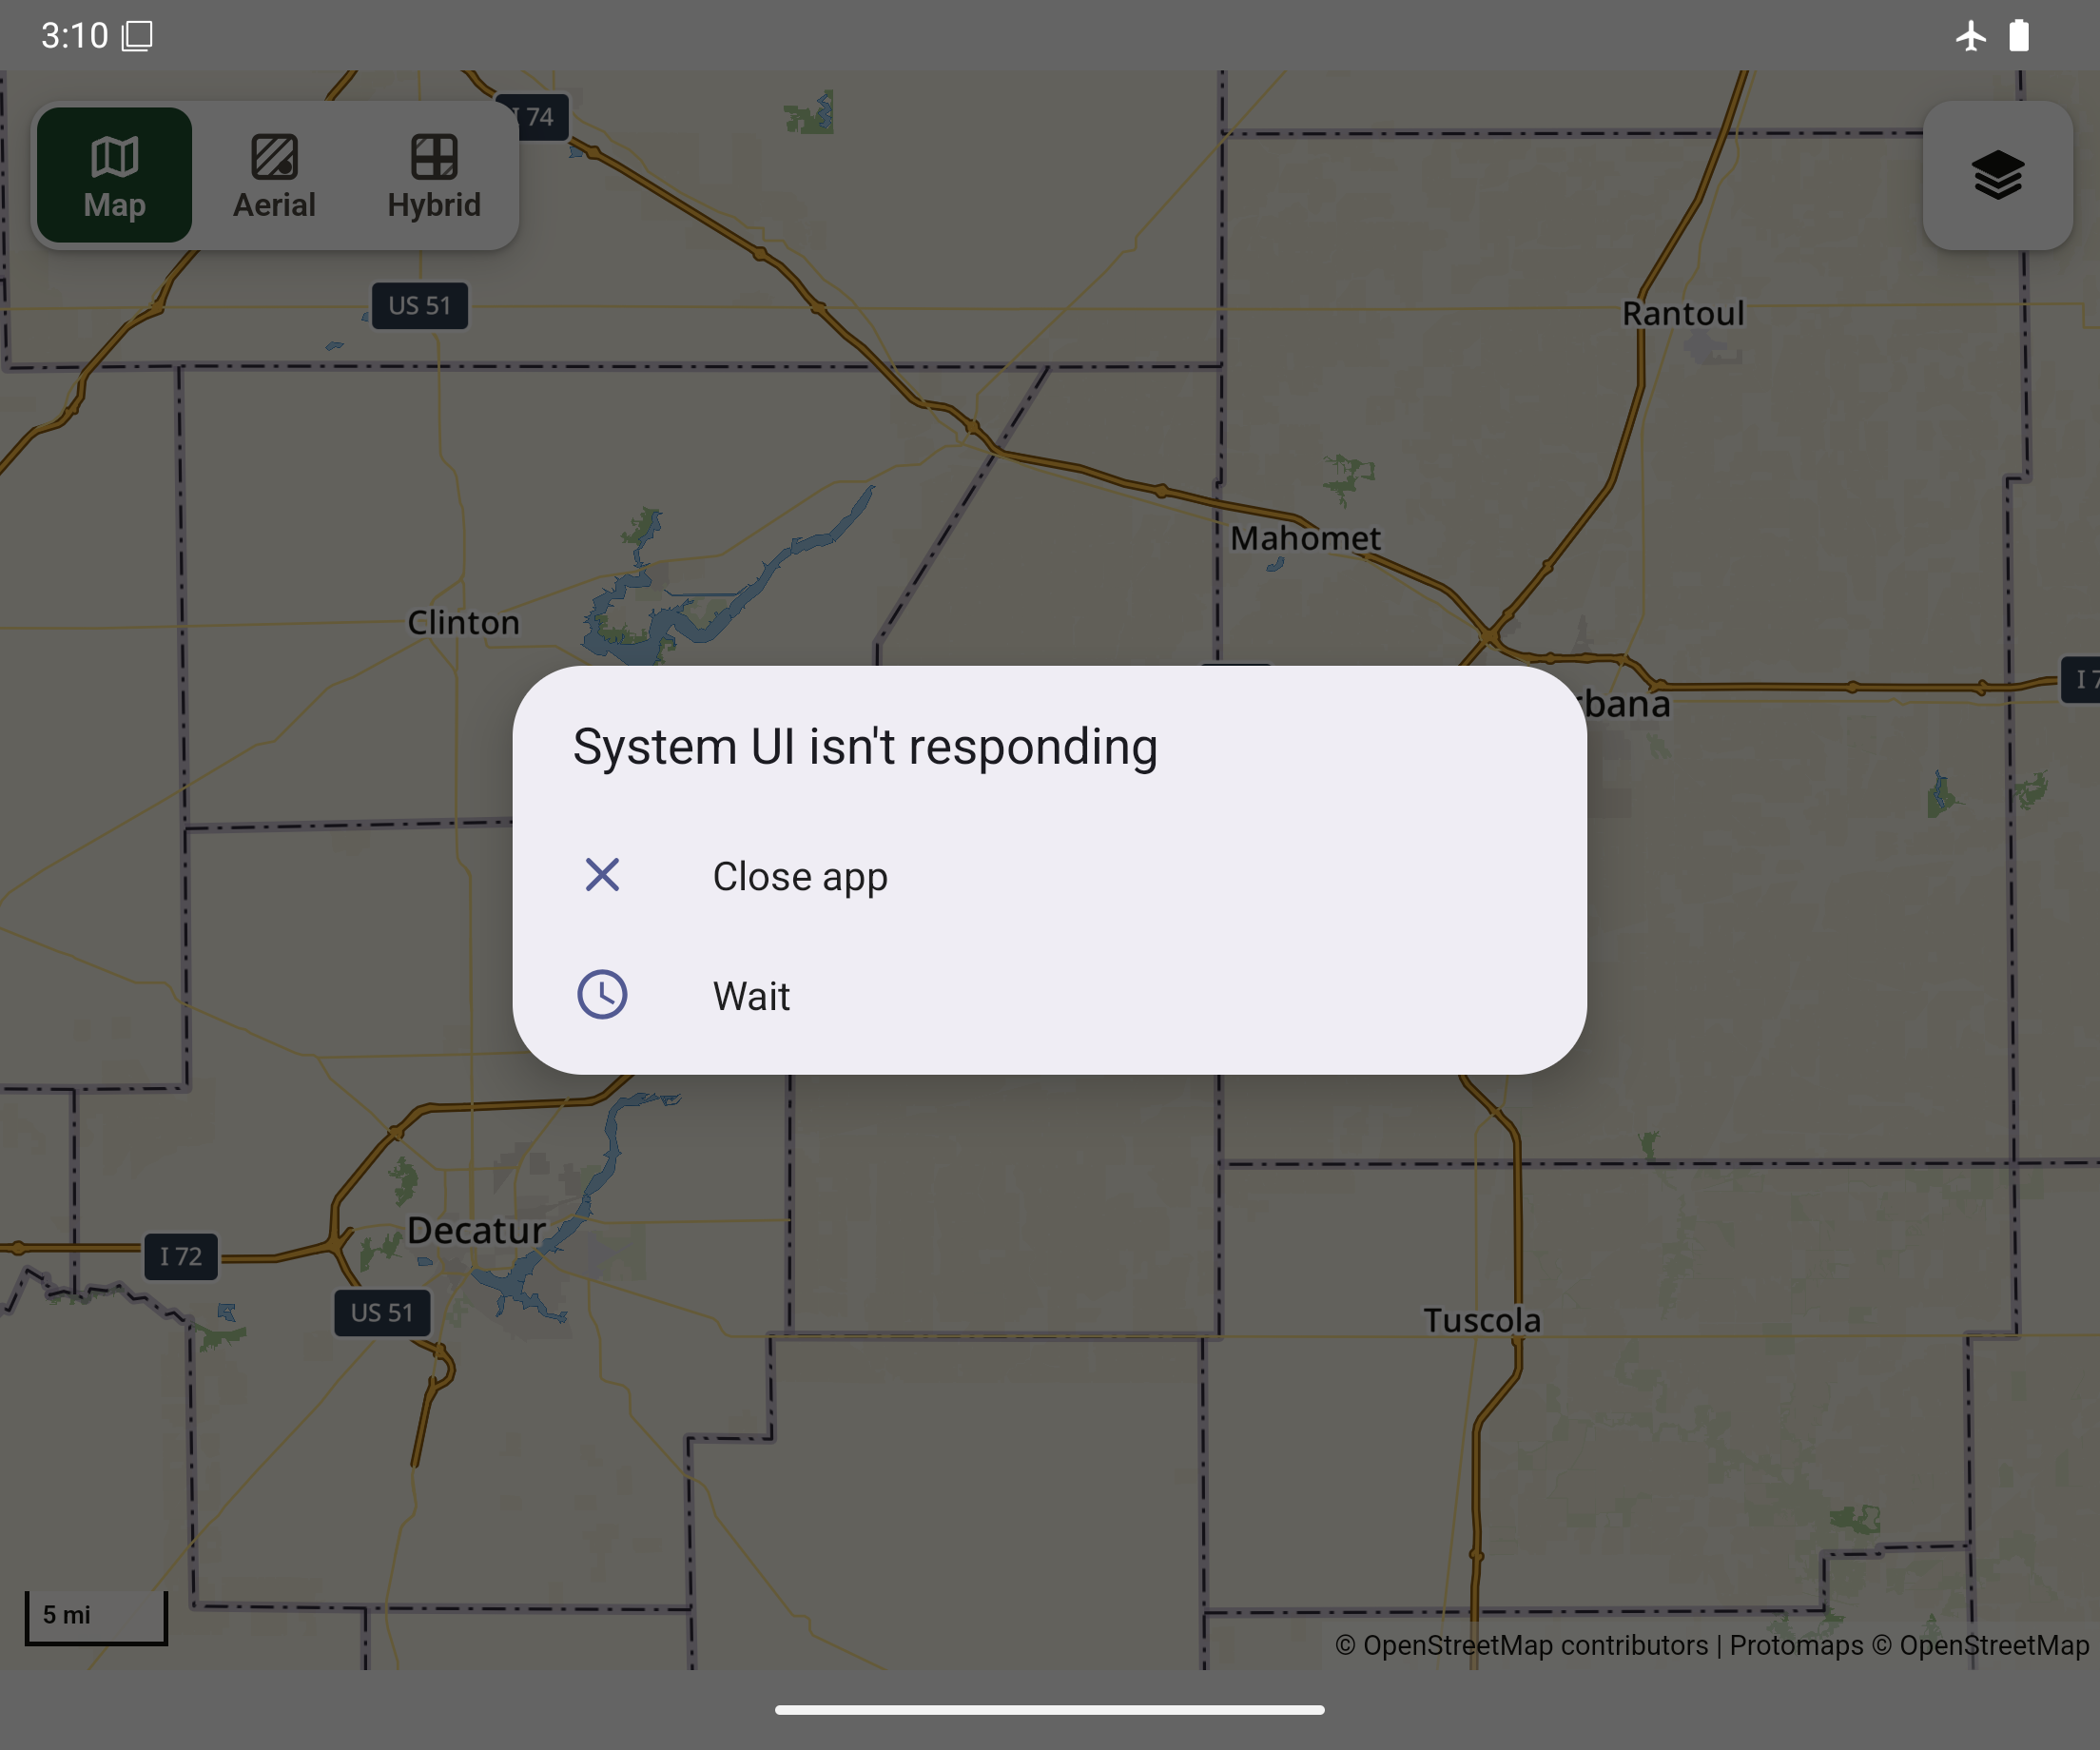 3:10
I 74
Map Aerial Hybrid
US 51
Rantoul
Mahomet
Clinton
System UI isn't responding
Close app
Wait
Decatur
I 72
US 51
Tuscola
5 mi
© OpenStreetMap contributors | Protomaps © OpenStreetMap